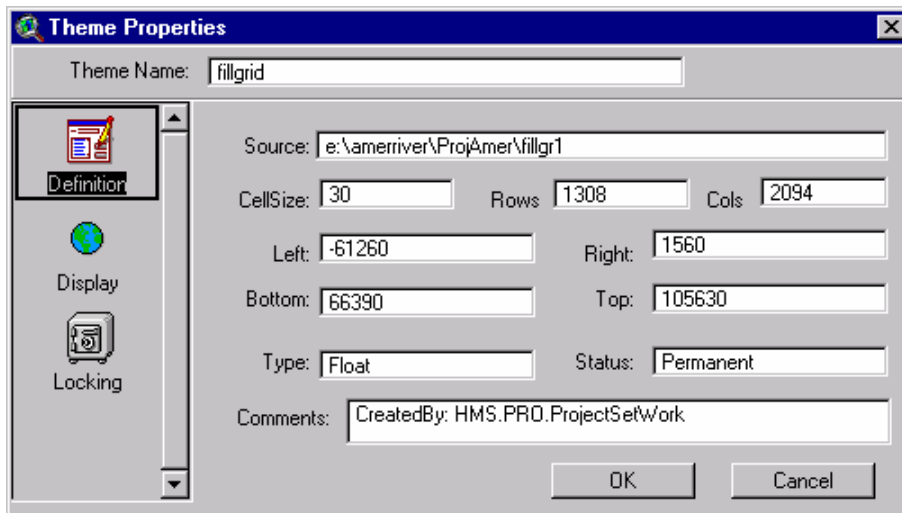 Theme Properties
Theme Name: fillgrid
Definition
Display
Locking
Source: e:\amerriver\ProjAmer\fillgr1
CellSize: 30 Rows 1308 Cols 2094
Left: -61260 Right: 1560
Bottom: 66390 Top: 105630
Type: Float Status: Permanent
Comments: CreatedBy: HMS.PRO.ProjectSetWork
OK Cancel